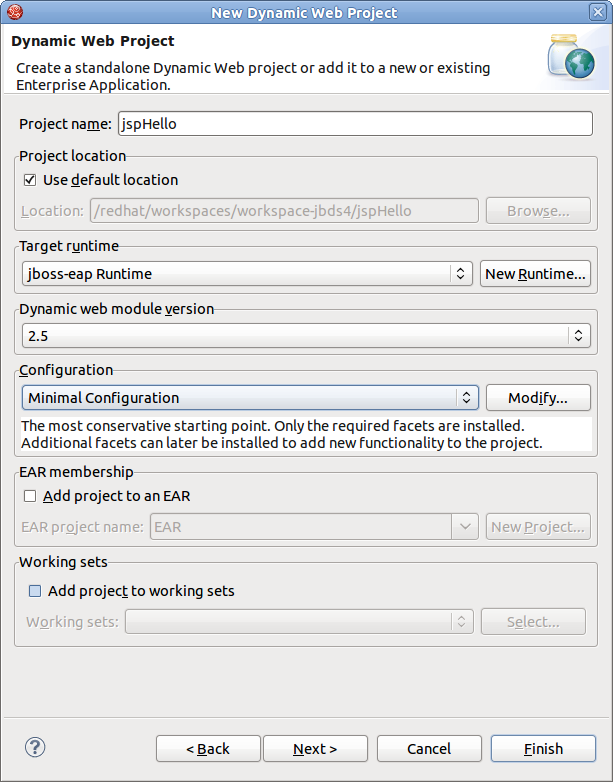 New Dynamic Web Project
Dynamic Web Project
Create a standalone Dynamic Web project or add it to a new or existing
Enterprise Application.
Project name: jspHello
Project location
Use default location
Location: /redhat/workspaces/workspace-jbds4/jspHello Browse...
Target runtime
jboss-eap Runtime New Runtime...
Dynamic web module version
2.5
Configuration
Minimal Configuration Modify...
The most conservative starting point. Only the required facets are installed.
Additional facets can later be installed to add new functionality to the project.
EAR membership
Add project to an EAR
EAR project name: EAR New Project...
Working sets
Add project to working sets
Working sets: Select...
? < Back Next > Cancel Finish